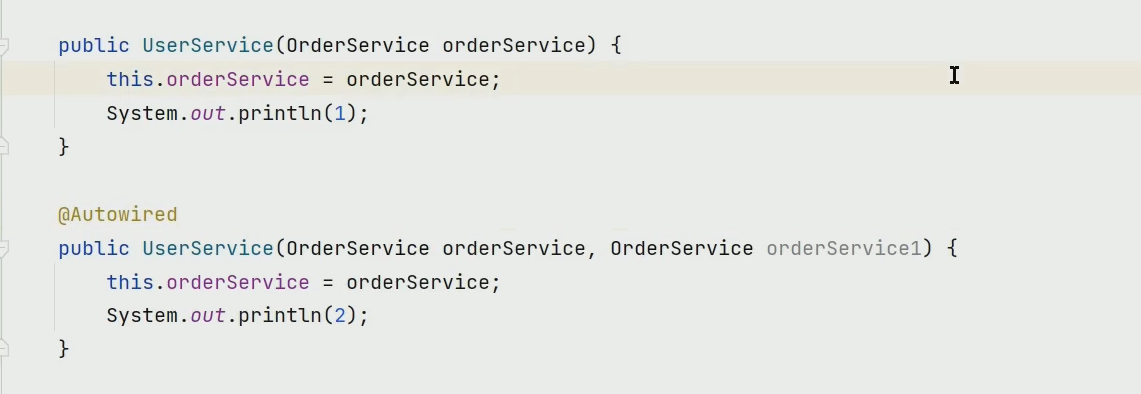 public UserService(OrderService orderService) {
this.orderService = orderService;
System.out.println(1);
}
@Autowired
public UserService(OrderService orderService, OrderService orderService1) {
this.orderService = orderService;
System.out.println(2);
}